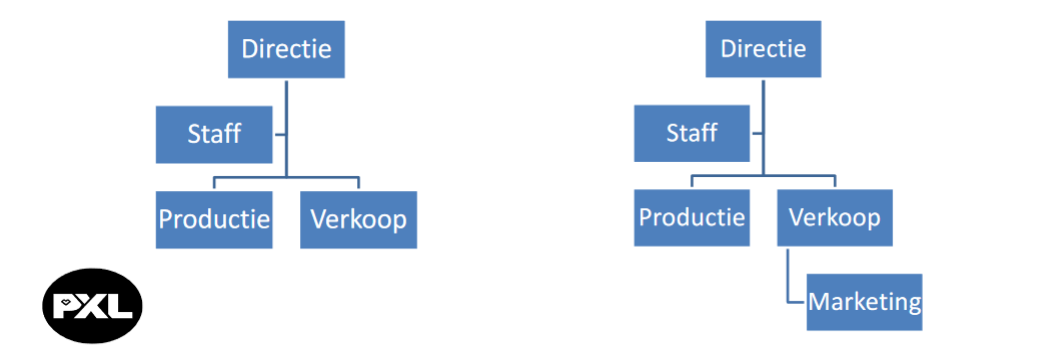 Directie
Staff
Productie
Verkoop
PXL
Directie
Staff
Productie
Verkoop
Marketing